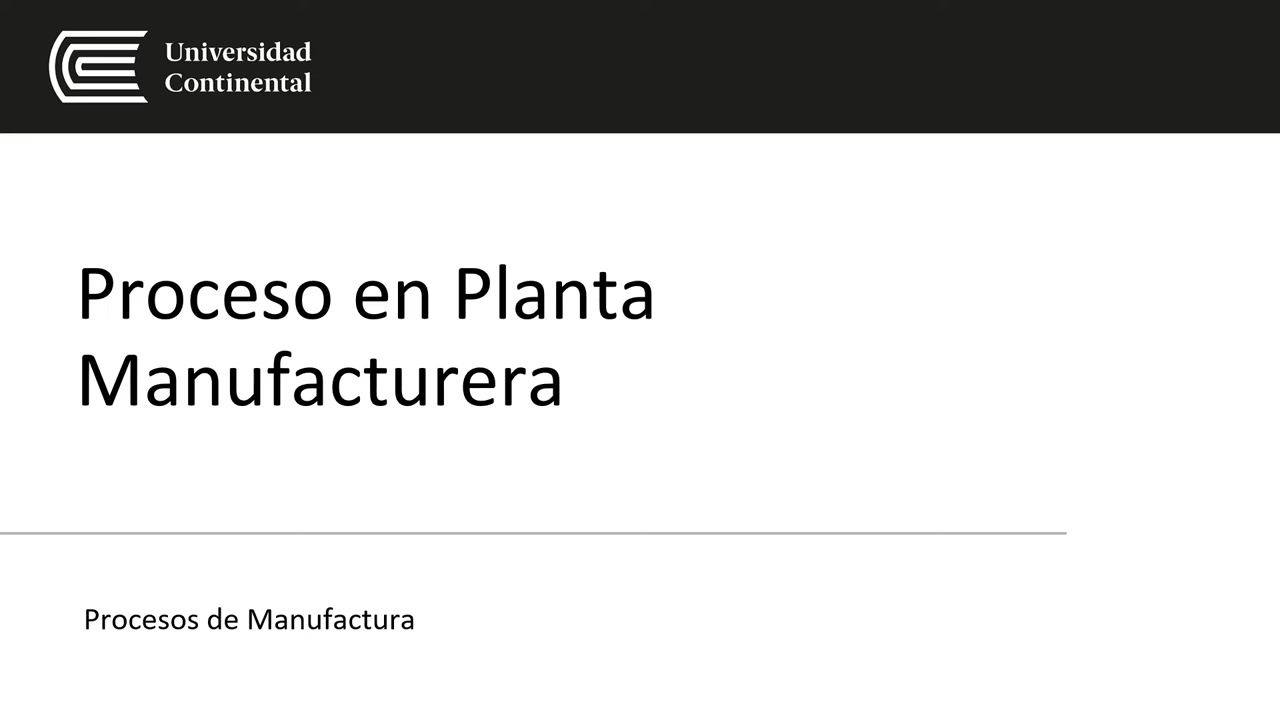 Universidad
Continental
Proceso en Planta
Manufacturera
Procesos de Manufactura